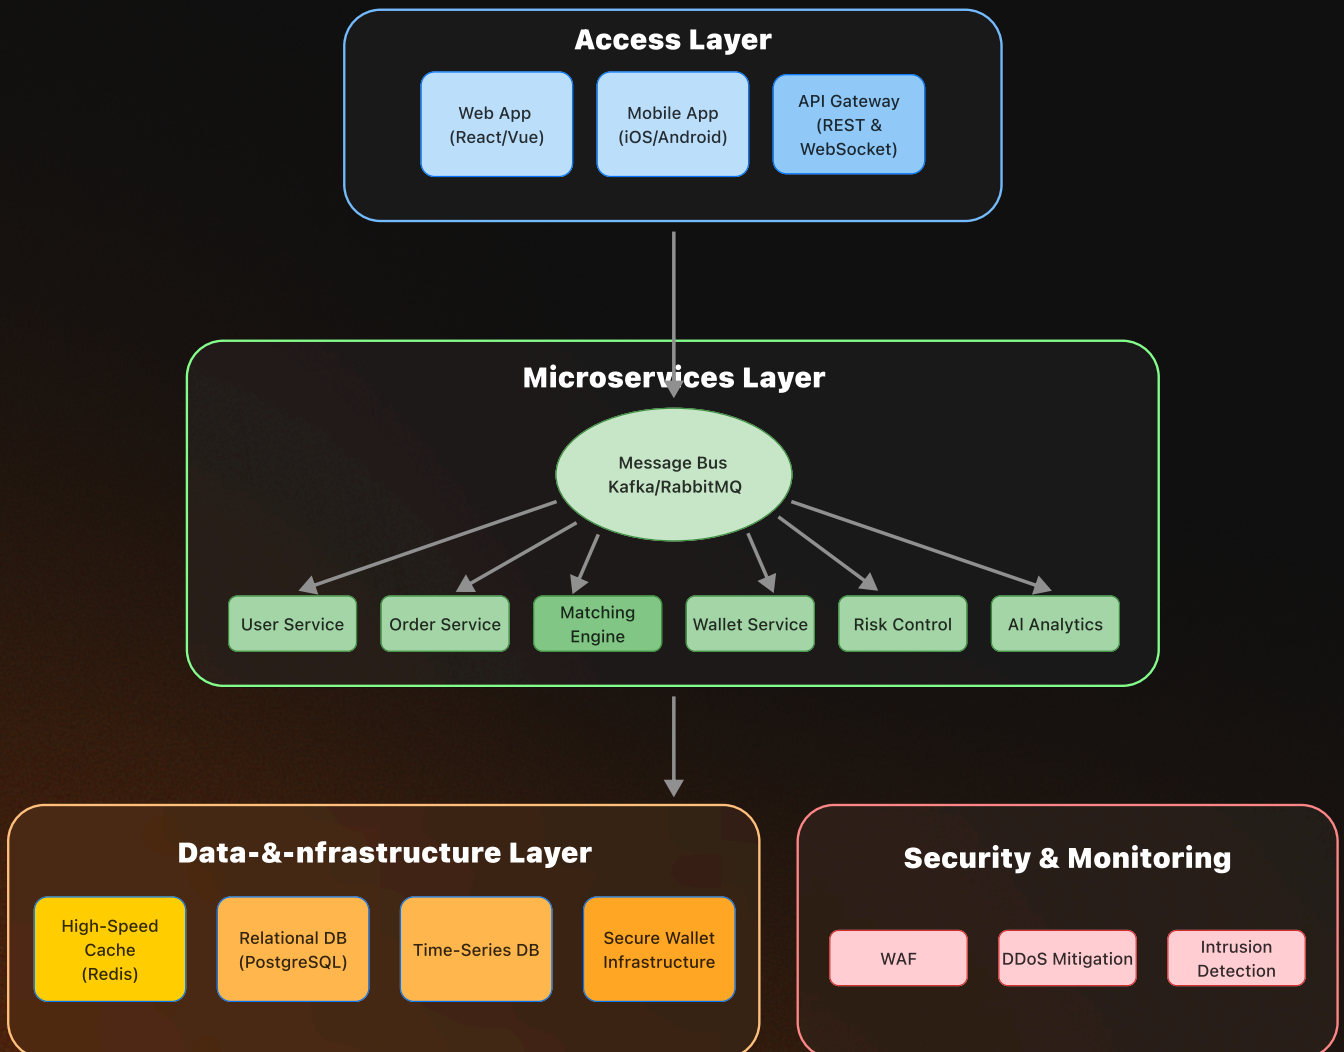 Access Layer
Web App
(React/Vue)
Mobile App
(iOS/Android)
API Gateway
(REST &
WebSocket)
Microservices Layer
Message Bus
Kafka/RabbitMQ
User Service
Order Service
Matching
Engine
Wallet Service
Risk Control
AI Analytics
Data-&-nfrastructure Layer
High-Speed
Cache
(Redis)
Relational DB
(PostgreSQL)
Time-Series DB
Secure Wallet
Infrastructure
Security & Monitoring
WAF
DDoS Mitigation
Intrusion
Detection